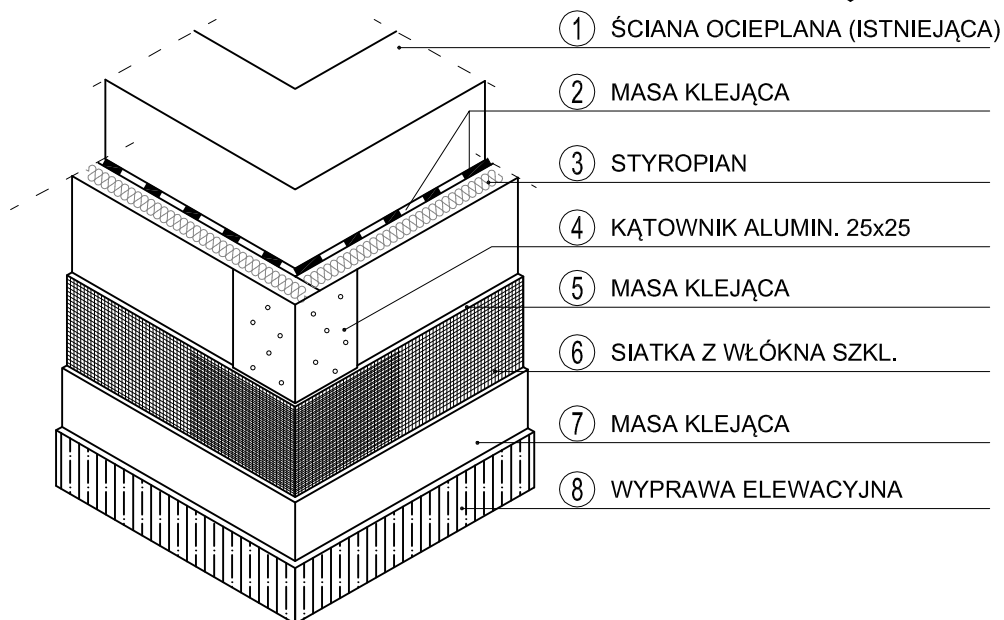 1 ŚCIANA OCIEPLANA (ISTNIEJĄCA)
2 MASA KLEJĄCA
3 STYROPIAN
4 KĄTOWNIK ALUMIN. 25x25
5 MASA KLEJĄCA
6 SIATKA Z WŁÓKNA SZKL.
7 MASA KLEJĄCA
8 WYPRAWA ELEWACYJNA